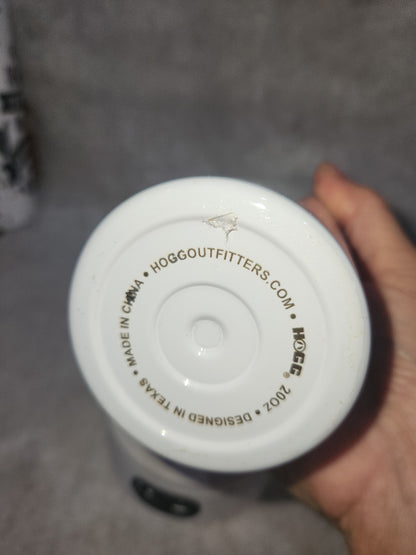 HOGGOUTFITTERS.COM • HOGG® 20OZ • DESIGNED IN TEXAS • MADE IN CHINA •